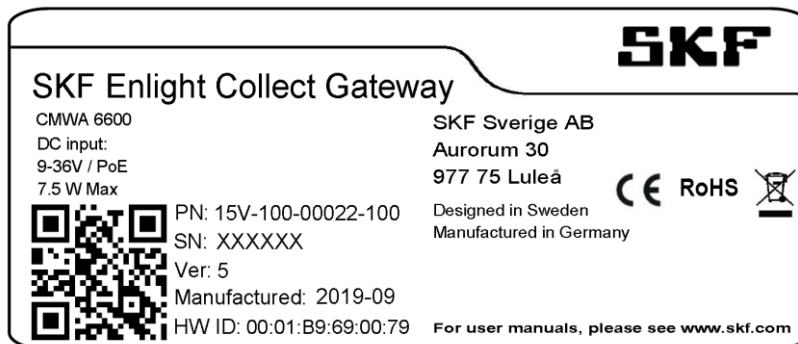 SKF
SKF Enlight Collect Gateway
CMWA 6600
DC input:
9-36V / PoE
7.5 W Max
PN: 15V-100-00022-100
SN: XXXXXX
Ver: 5
Manufactured: 2019-09
HW ID: 00:01:B9:69:00:79
SKF Sverige AB
Aurorum 30
977 75 Luleå
Designed in Sweden
Manufactured in Germany
CE RoHS
For user manuals, please see www.skf.com